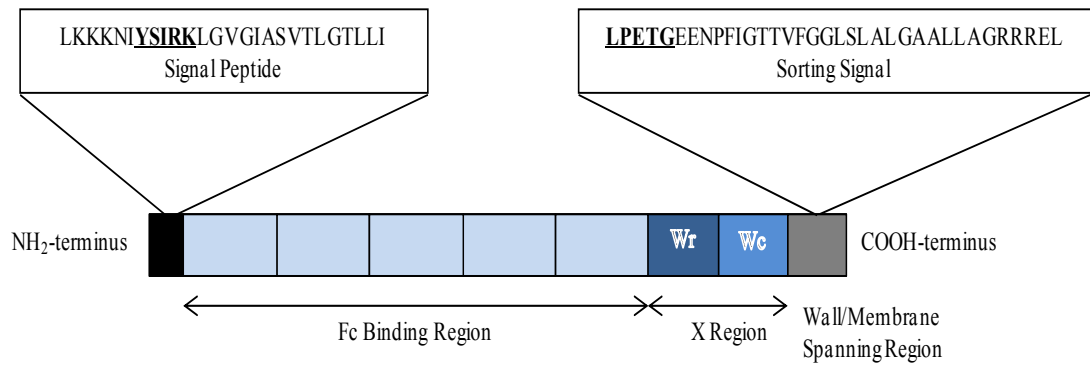 LKKKNIYSIRKLGVGIASVTLGTLLI
Signal Peptide
LPETGEENPFIGTTVFGGLSLALGAALLAGRRREL
Sorting Signal
NH2-terminus
Wr
Wc
COOH-terminus
Fc Binding Region
X Region
Wall/Membrane
Spanning Region